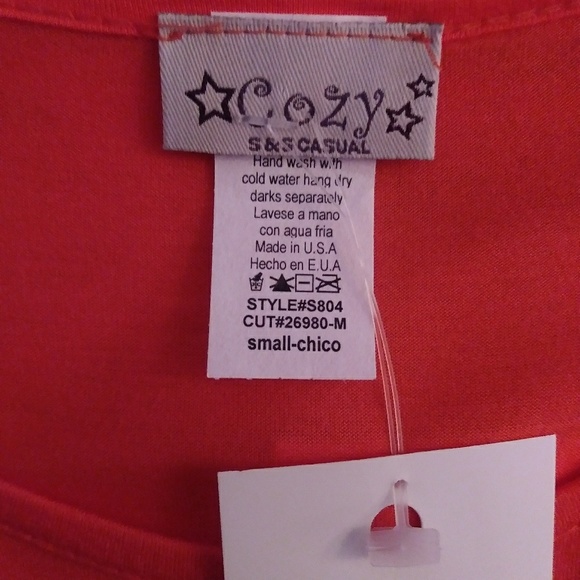 Cozy
S&S CASUAL
Hand wash with
cold water hang dry
darks separately
Lavese a mano
con agua fria
Made in U.S.A
Hecho en E.U.A
STYLE#S804
CUT#26980-M
small-chico